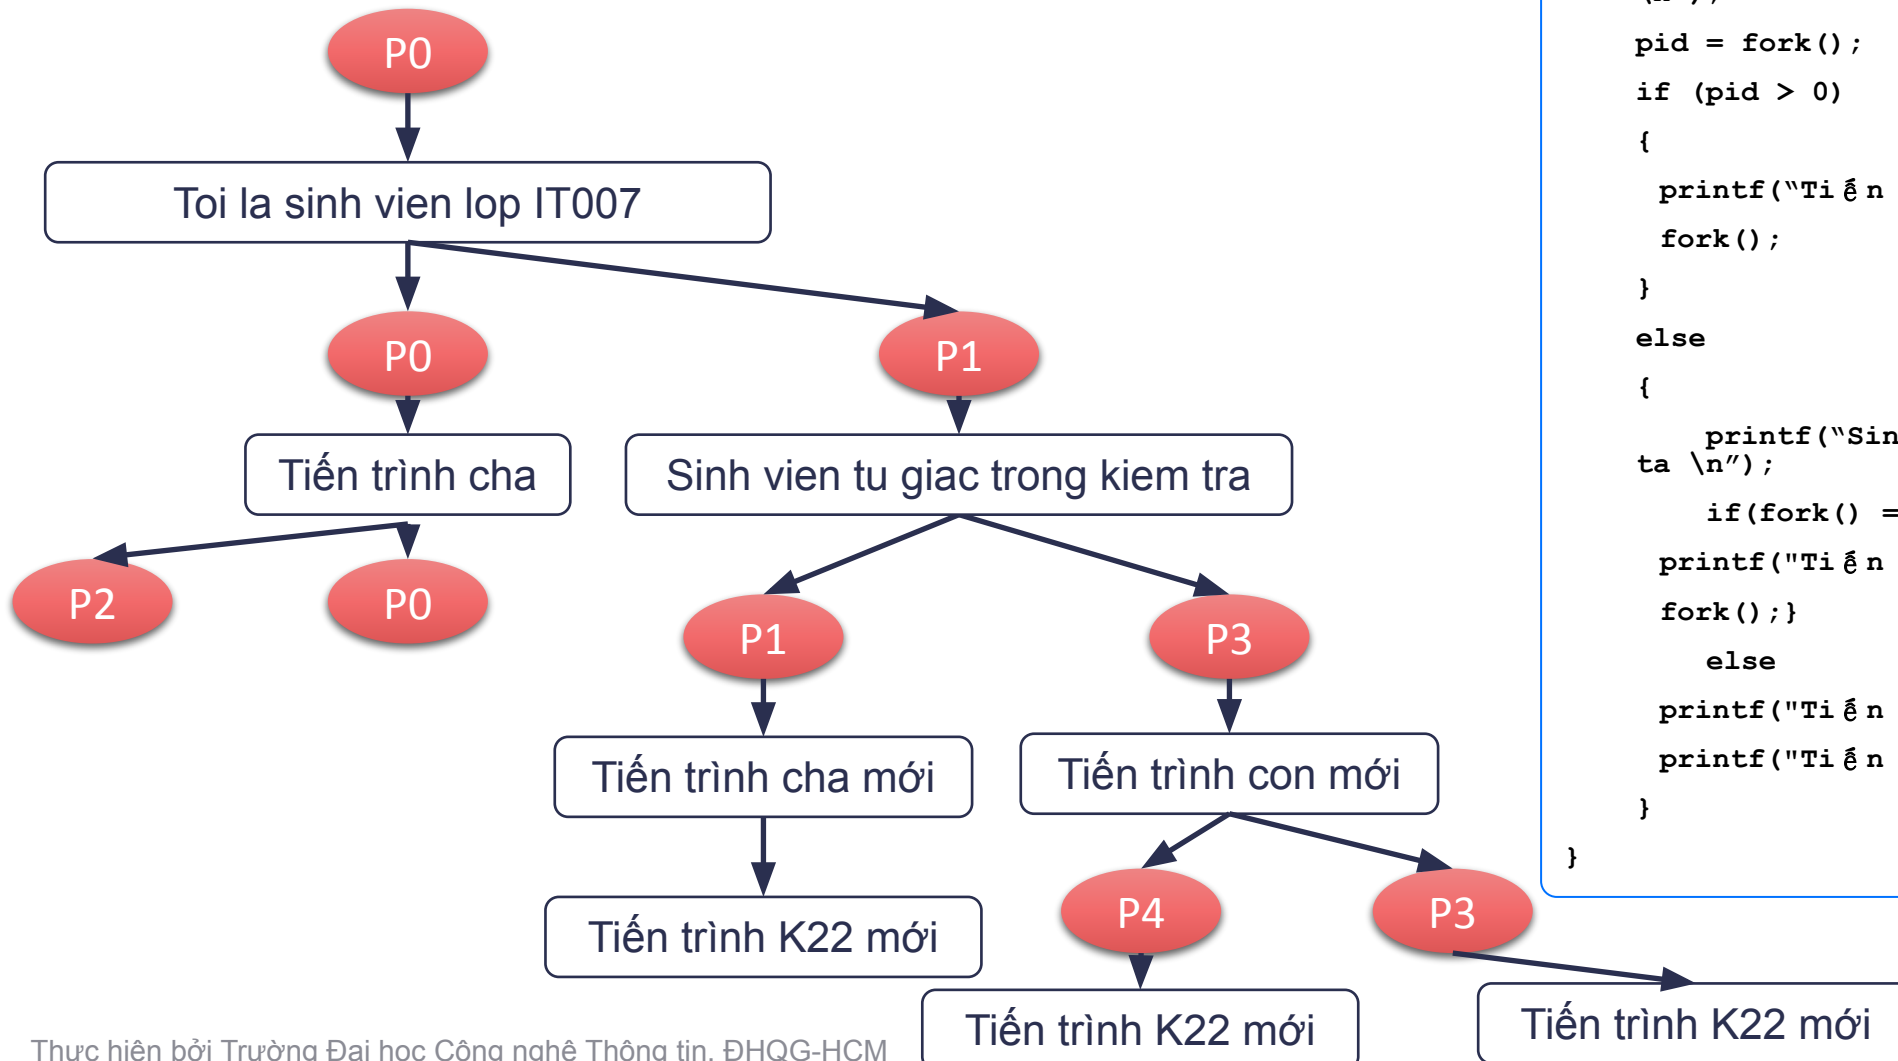 P0
Toi la sinh vien lop IT007
P0
P1
Tiến trình cha
Sinh vien tu giac trong kiem tra
P2
P0
P1
P3
Tiến trình cha mới
Tiến trình con mới
P4
P3
Tiến trình K22 mới
Tiến trình K22 mới
Tiến trình K22 mới
Thực hiện bởi Trường Đại học Công nghệ Thông tin, ĐHQG-HCM
pid = fork();
if (pid > 0)
{
printf(“Tiến
fork();
}
else
{
printf(“Sin
ta \n”);
if(fork() =
printf("Tiến
fork();}
else
printf("Tiến
printf("Tiến
}
}